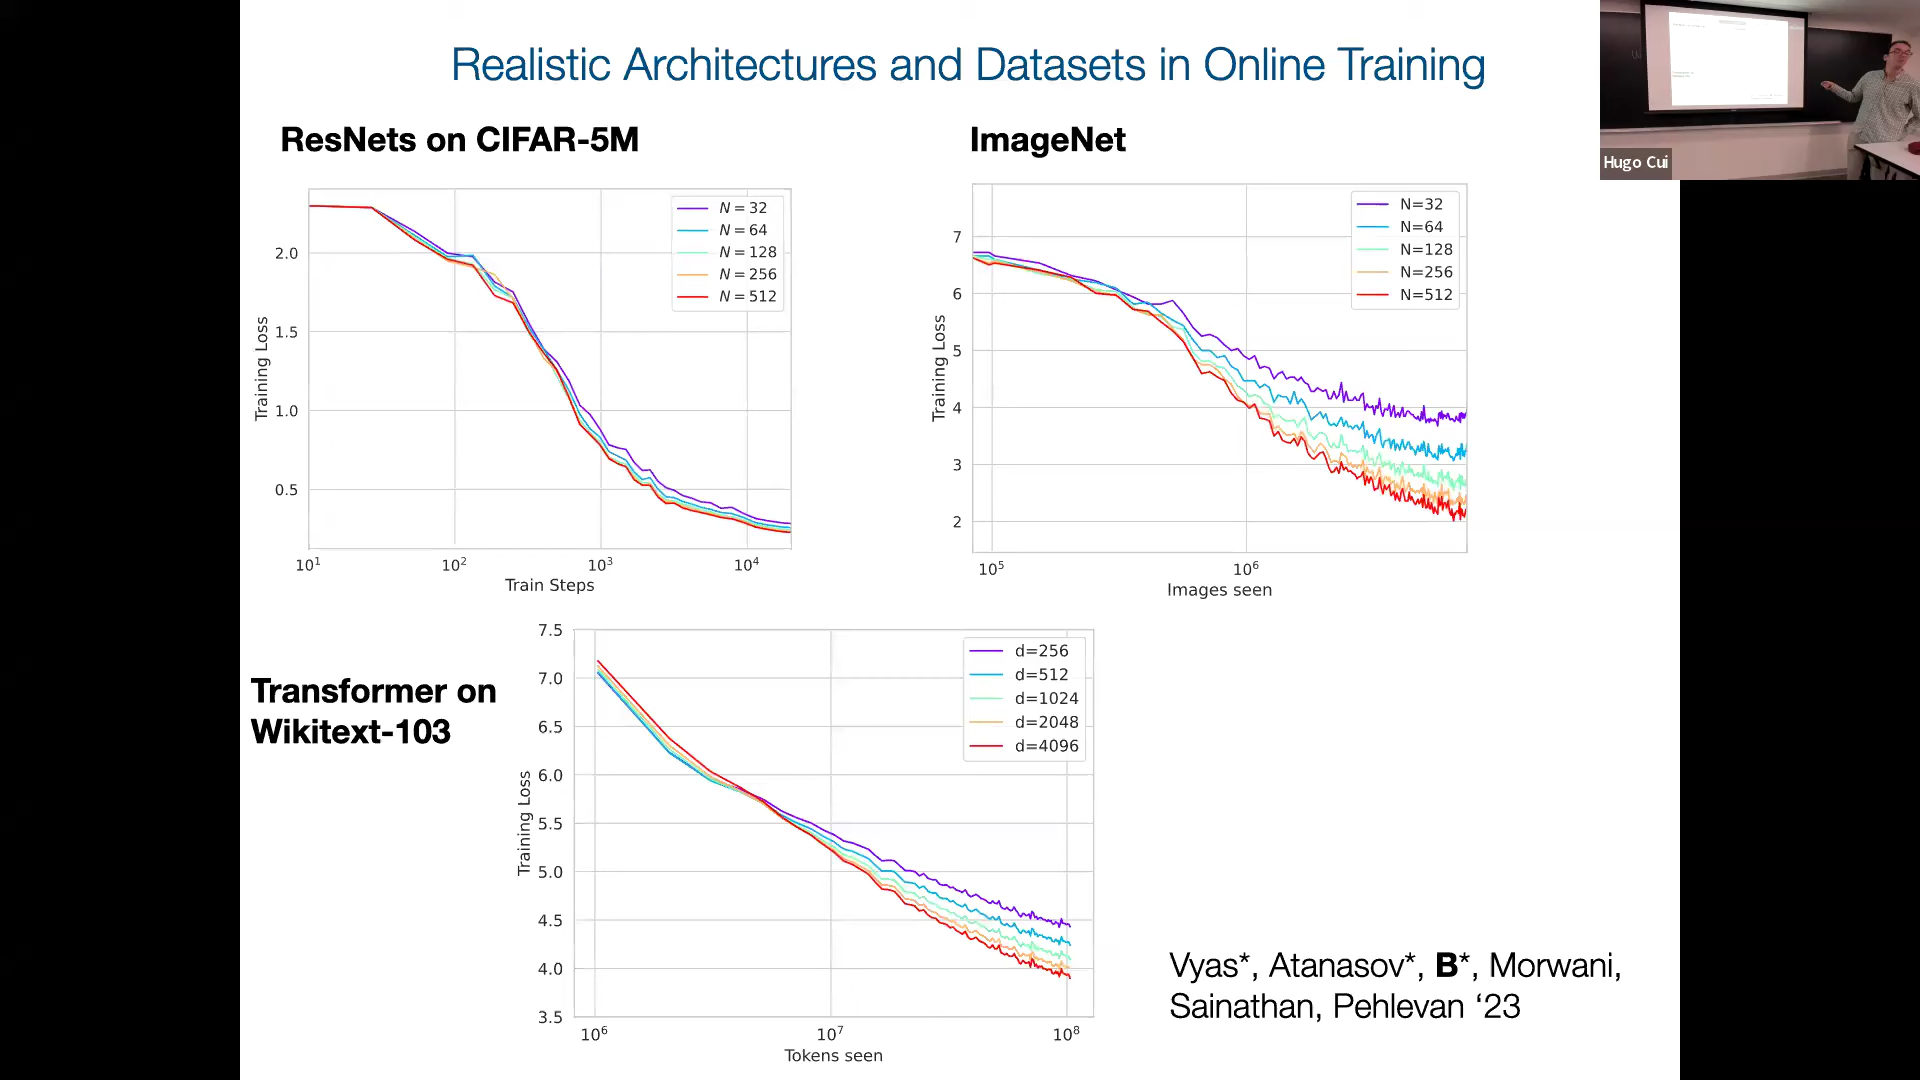 Realistic Architectures and Datasets in Online Training
Hugo Cui
ResNets on CIFAR-5M
N = 32
N = 64
N = 128
N = 256
N = 512
2.0
1.5
1.0
0.5
Training Loss
10¹
10²
10³
10⁴
Train Steps
ImageNet
N=32
N=64
N=128
N=256
N=512
7
6
5
4
3
2
Training Loss
10⁵
10⁶
Images seen
Transformer on
Wikitext-103
d=256
d=512
d=1024
d=2048
d=4096
7.5
7.0
6.5
6.0
5.5
5.0
4.5
4.0
3.5
Training Loss
10⁶
10⁷
10⁸
Tokens seen
Vyas*, Atanasov*, B*, Morwani,
Sainathan, Pehlevan ‘23